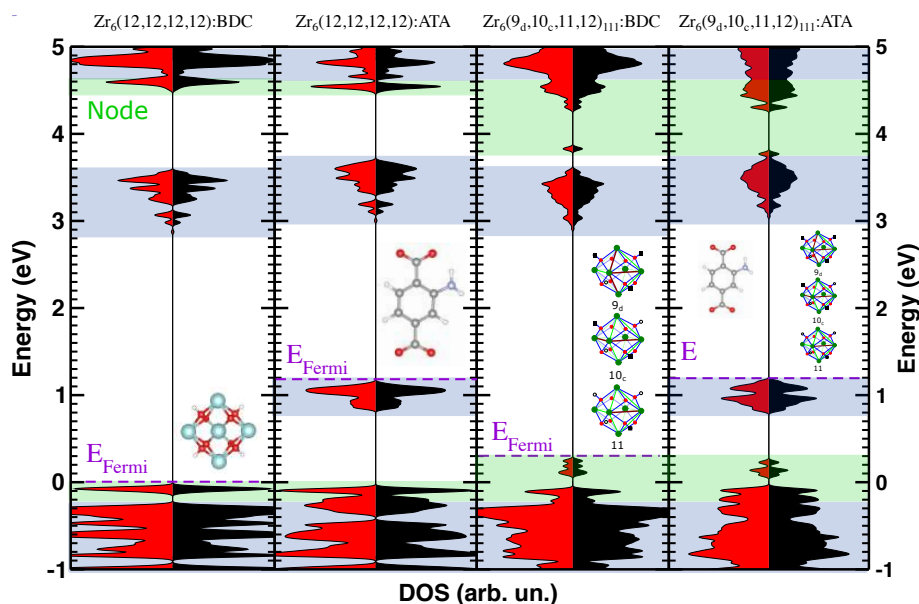 Zr6(12,12,12,12):BDC
Zr6(12,12,12,12):ATA
Zr6(9d,10c,11,12)111:BDC
Zr6(9d,10c,11,12)111:ATA
5
4
3
2
1
0
-1
Energy (eV)
Node
EFermi
EFermi
9d
10c
11
EFermi
9d
10c
11
E
5
4
3
2
1
0
-1
Energy (eV)
DOS (arb. un.)